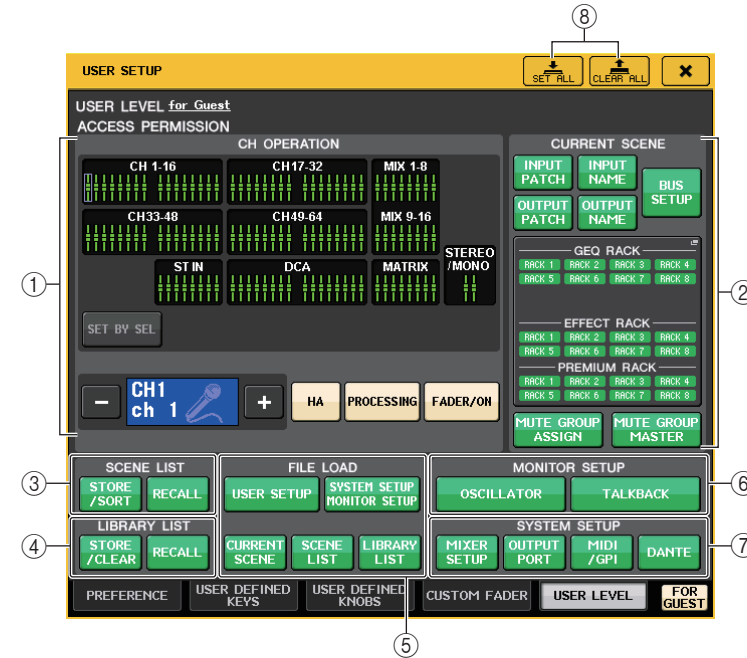 ⑧
USER SETUP
SET ALL
CLEAR ALL
USER LEVEL for Guest
ACCESS PERMISSION
CH OPERATION
CH 1-16
CH17-32
MIX 1-8
CH33-48
CH49-64
MIX 9-16
ST IN
DCA
MATRIX
STEREO
/MONO
SET BY SEL
①
−
CH1
ch 1
+
HA
PROCESSING
FADER/ON
CURRENT SCENE
INPUT
PATCH
INPUT
NAME
BUS
SETUP
OUTPUT
PATCH
OUTPUT
NAME
GEQ RACK
RACK 1 RACK 2 RACK 3 RACK 4
RACK 5 RACK 6 RACK 7 RACK 8
EFFECT RACK
RACK 1 RACK 2 RACK 3 RACK 4
RACK 5 RACK 6 RACK 7 RACK 8
PREMIUM RACK
RACK 1 RACK 2 RACK 3 RACK 4
RACK 5 RACK 6 RACK 7 RACK 8
MUTE GROUP
ASSIGN
MUTE GROUP
MASTER
②
③
SCENE LIST
STORE
/SORT
RECALL
④
LIBRARY LIST
STORE
/CLEAR
RECALL
FILE LOAD
USER SETUP
SYSTEM SETUP
MONITOR SETUP
CURRENT
SCENE
SCENE
LIST
LIBRARY
LIST
⑤
MONITOR SETUP
OSCILLATOR
TALKBACK
⑥
SYSTEM SETUP
MIXER
SETUP
OUTPUT
PORT
MIDI
/GPI
DANTE
⑦
PREFERENCE
USER DEFINED
KEYS
USER DEFINED
KNOBS
CUSTOM FADER
USER LEVEL
FOR
GUEST